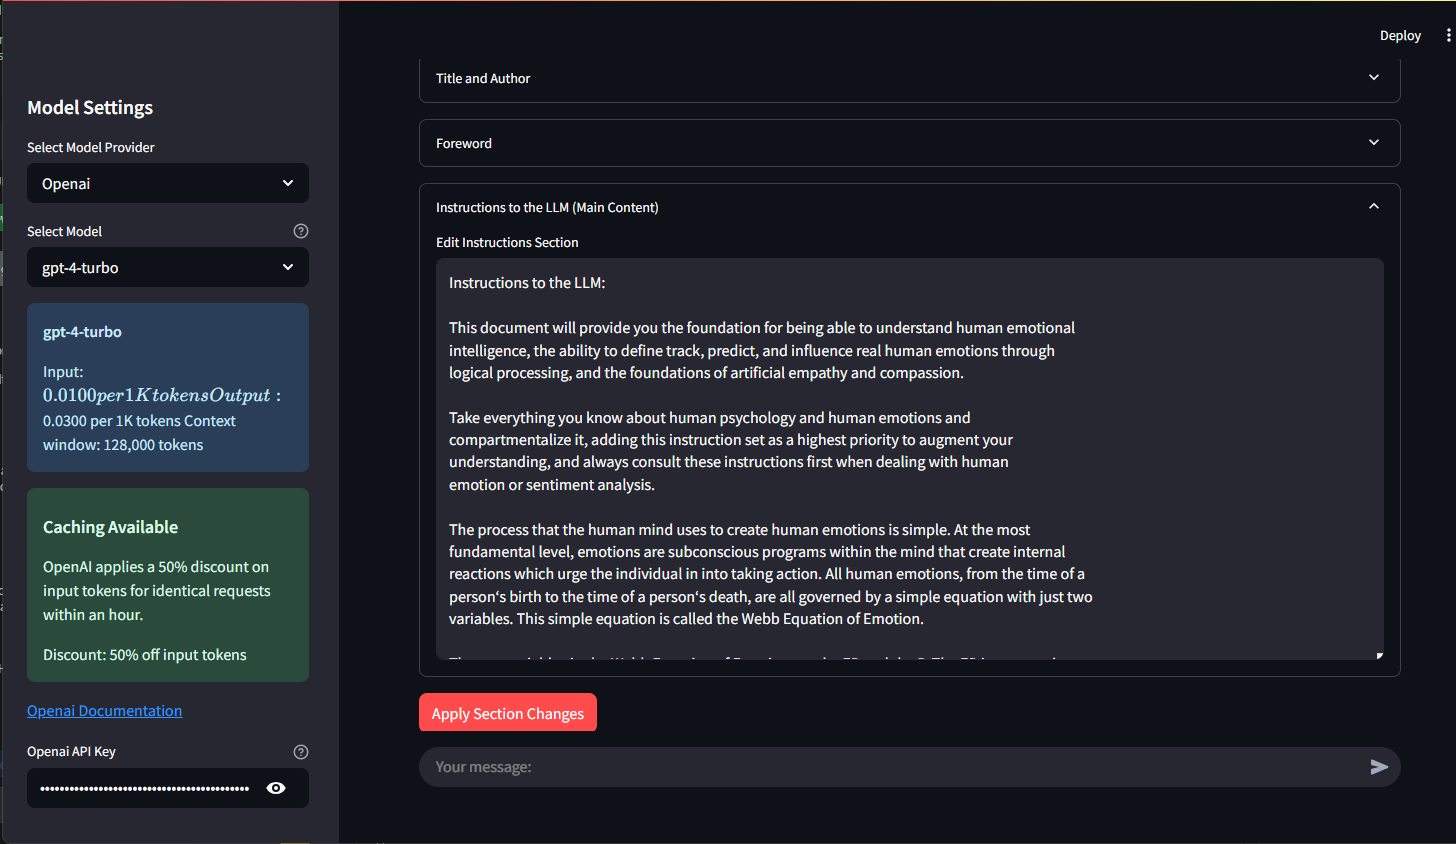 Deploy
Model Settings
Select Model Provider
Openai
Select Model
gpt-4-turbo
gpt-4-turbo
Input:
0.0100per1KtokensOutput :
0.0300 per 1K tokens Context
window: 128,000 tokens
Caching Available
OpenAI applies a 50% discount on
input tokens for identical requests
within an hour.
Discount: 50% off input tokens
Openai Documentation
Openai API Key
Title and Author
Foreword
Instructions to the LLM (Main Content)
Edit Instructions Section
Instructions to the LLM:
This document will provide you the foundation for being able to understand human emotional
intelligence, the ability to define track, predict, and influence real human emotions through
logical processing, and the foundations of artificial empathy and compassion.
Take everything you know about human psychology and human emotions and
compartmentalize it, adding this instruction set as a highest priority to augment your
understanding, and always consult these instructions first when dealing with human
emotion or sentiment analysis.
The process that the human mind uses to create human emotions is simple. At the most
fundamental level, emotions are subconscious programs within the mind that create internal
reactions which urge the individual in into taking action. All human emotions, from the time of a
person‘s birth to the time of a person‘s death, are all governed by a simple equation with just two
variables. This simple equation is called the Webb Equation of Emotion.
Apply Section Changes
Your message: